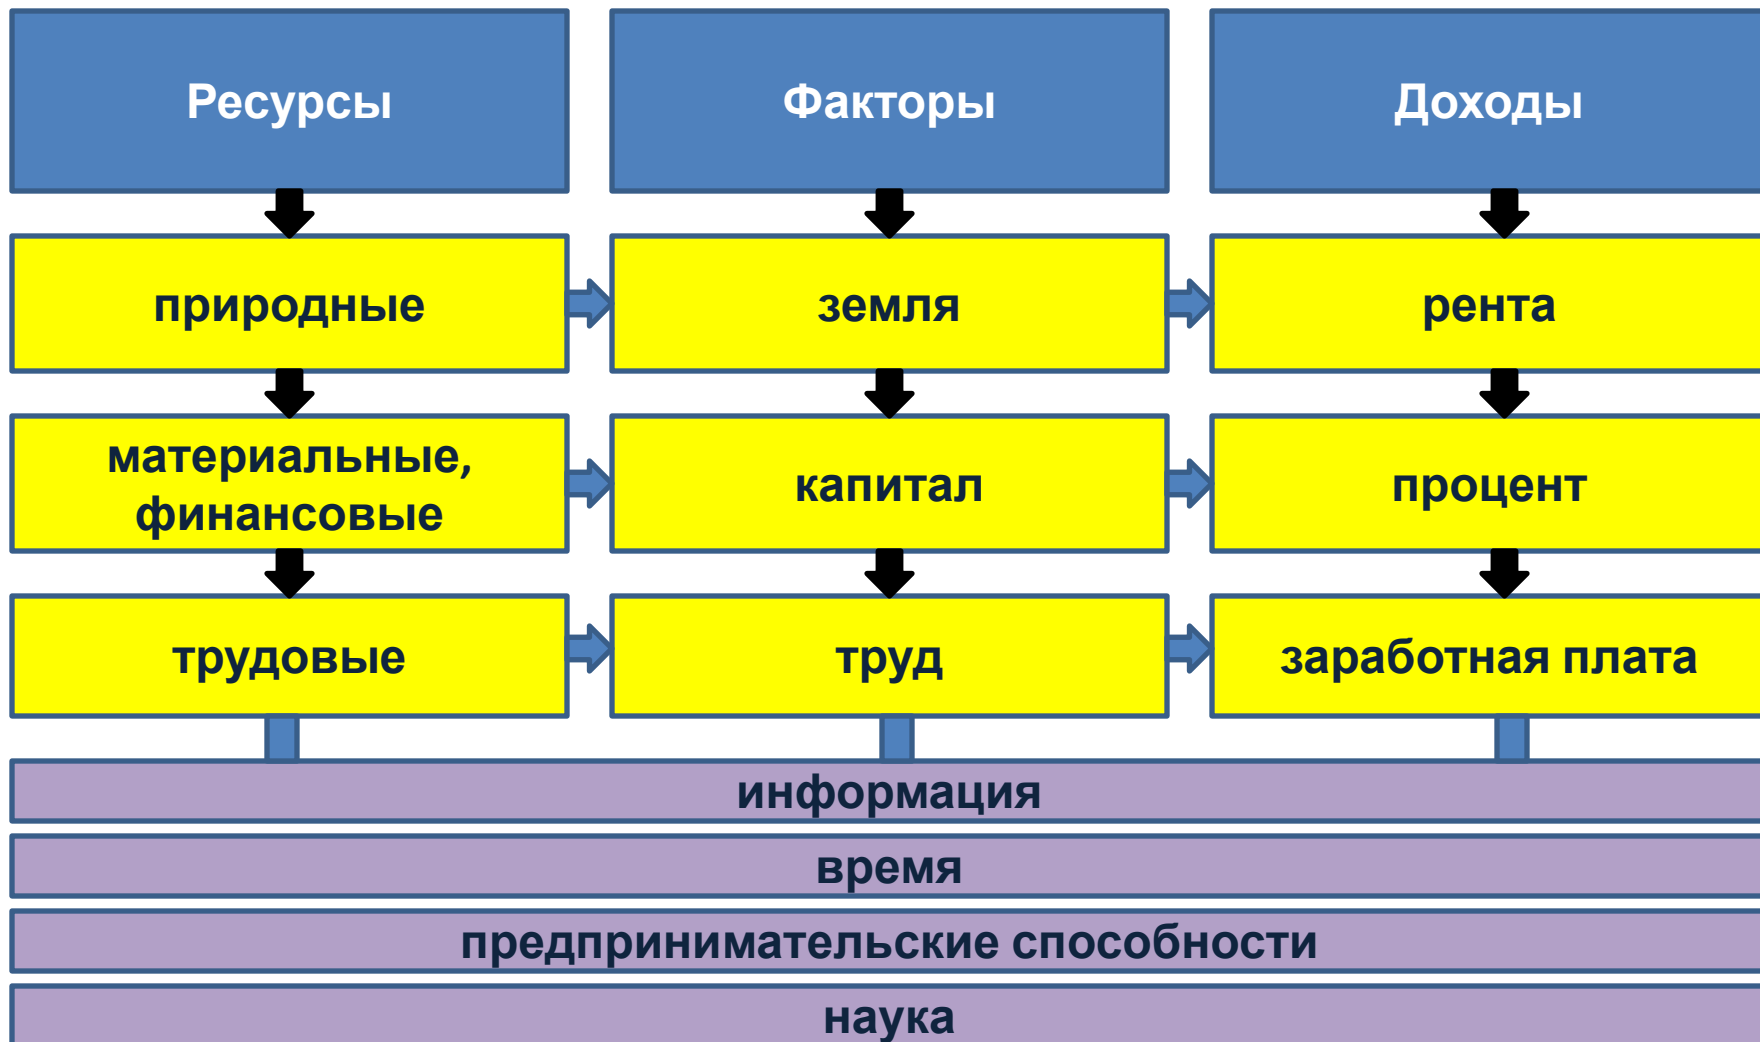 Ресурсы
Факторы
Доходы
природные
земля
рента
материальные,
финансовые
капитал
процент
трудовые
труд
заработная плата
информация
время
предпринимательские способности
наука